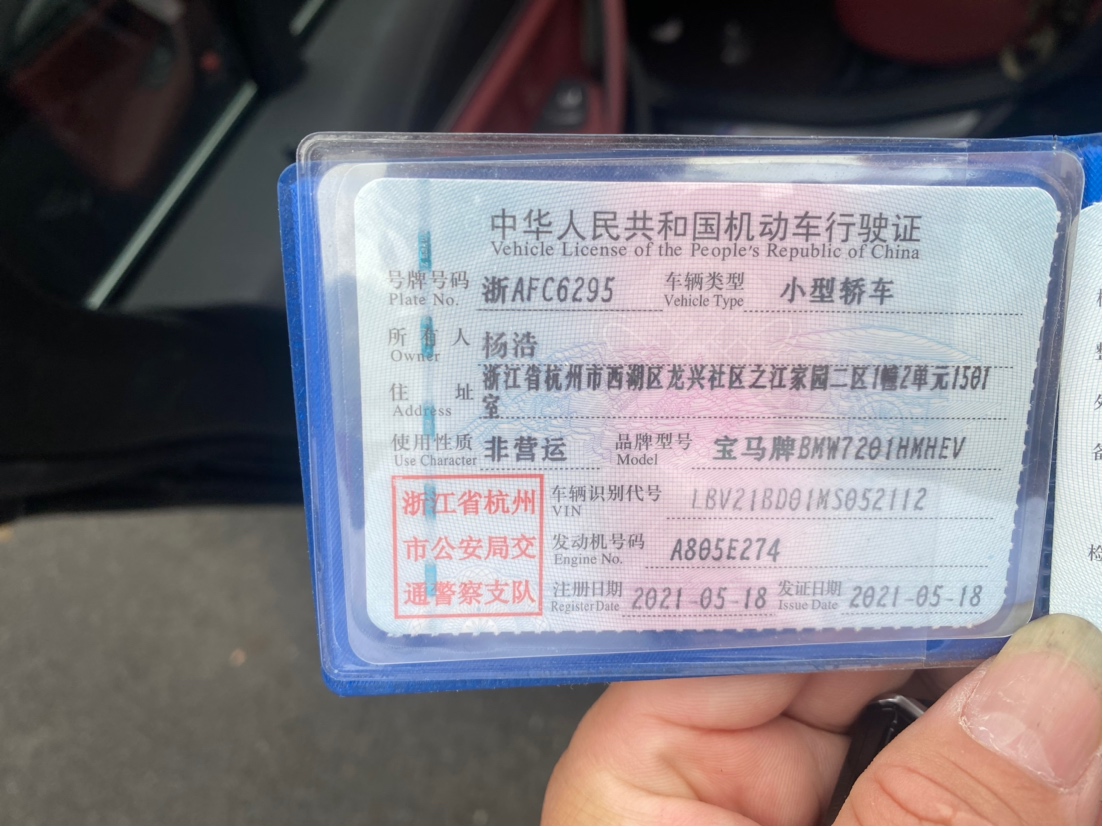 中华人民共和国机动车行驶证
Vehicle License of the People's Republic of China
号牌号码 浙AFC6295 车辆类型 小型轿车
Plate No. Vehicle Type
所有人 杨浩
Owner
住址 浙江省杭州市西湖区龙兴社区之江家园二区1幢2单元1501
室
Address
使用性质 非营运 品牌型号 宝马牌BMW7201HMHEV
Use Character Model
浙江省杭州
市公安局交
通警察支队
车辆识别代号 LBV21BD01MS052112
VIN
发动机号码 A805E274
Engine No.
注册日期 2021-05-18 发证日期 2021-05-18
Register Date Issue Date